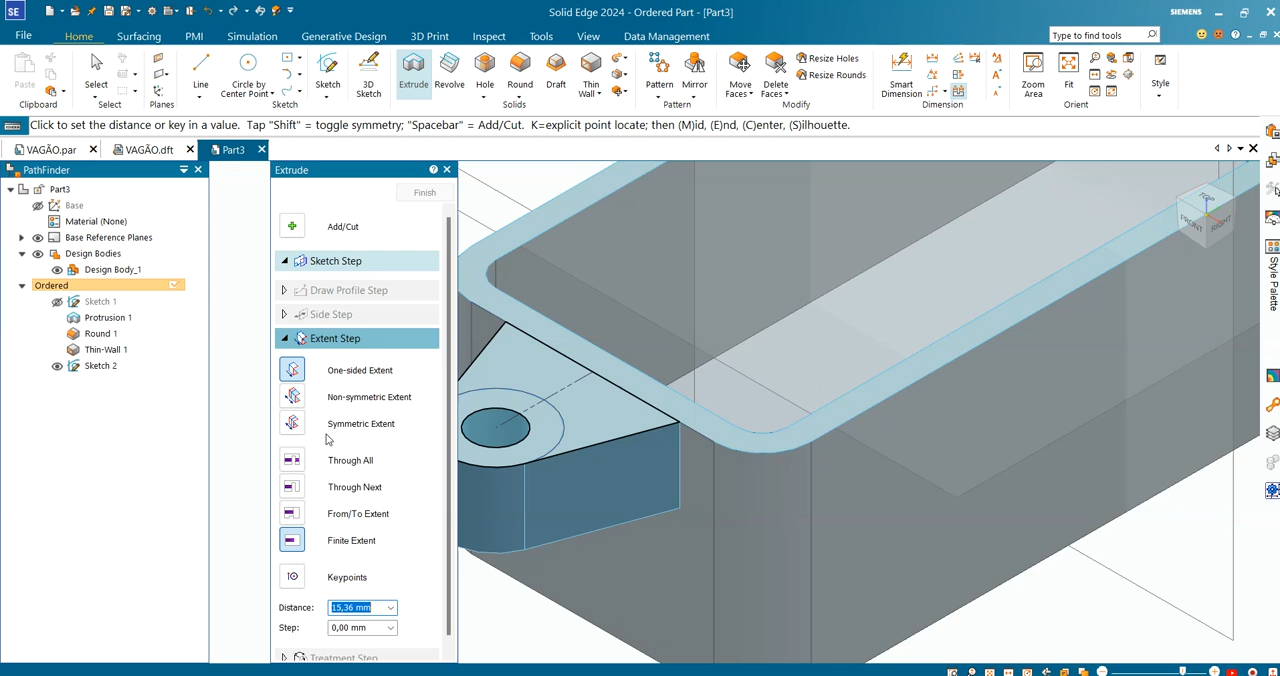 SE Solid Edge 2024 - Ordered Part - [Part3] SIEMENS
File Home Surfacing PMI Simulation Generative Design 3D Print Inspect Tools View Data Management Type to find tools
Paste Select Line Circle by Center Point Sketch 3D Sketch Extrude Revolve Hole Round Draft Thin Wall Pattern Mirror Move Faces Delete Faces Resize Holes Resize Rounds Smart Dimension Zoom Area Fit Orient Style
Clipboard Select Planes Sketch Solids Pattern Modify Dimension Orient
Click to set the distance or key in a value. Tap "Shift" = toggle symmetry; "Spacebar" = Add/Cut. K=explicit point locate; then (M)id, (E)nd, (C)enter, (S)ilhouette.
VAGÃO.par VAGÃO.dft Part3
PathFinder
Part3
Base
Material (None)
Base Reference Planes
Design Bodies
Design Body_1
Ordered
Sketch 1
Protrusion 1
Round 1
Thin-Wall 1
Sketch 2
Extrude
Finish
Add/Cut
Sketch Step
Draw Profile Step
Side Step
Extent Step
One-sided Extent
Non-symmetric Extent
Symmetric Extent
Through All
Through Next
From/To Extent
Finite Extent
Keypoints
Distance: 15,36 mm
Step: 0,00 mm
Treatment Step
TOP
FRONT
RIGHT
Style Palette